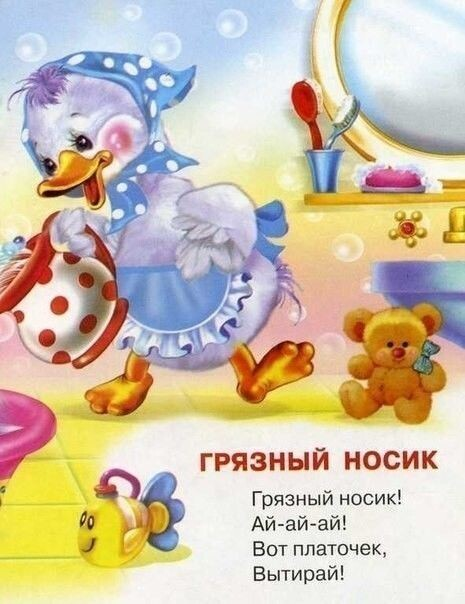 ГРЯЗНЫЙ НОСИК
Грязный носик!
Ай-ай-ай!
Вот платочек,
Вытирай!